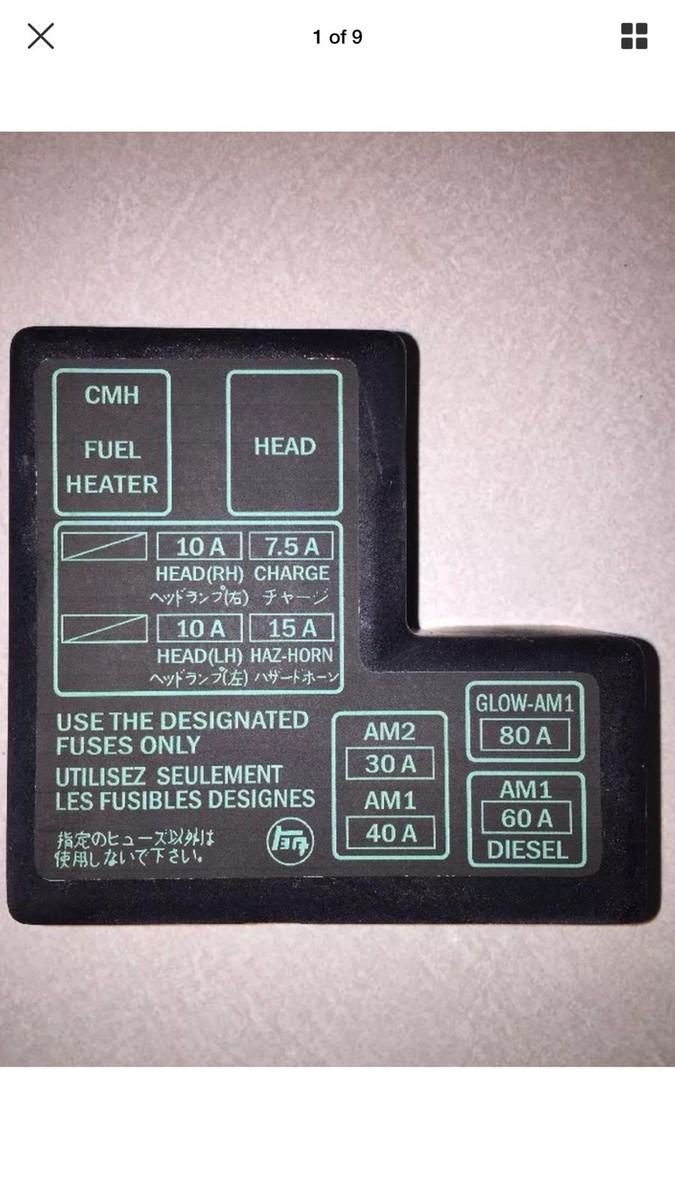 1 of 9
CMH
FUEL
HEATER
HEAD
10 A
7.5 A
HEAD(RH)
CHARGE
ヘッドランプ(右)
チャージ
10 A
15 A
HEAD(LH)
HAZ-HORN
ヘッドランプ(左)
ハザードホーン
USE THE DESIGNATED
FUSES ONLY
UTILISEZ SEULEMENT
LES FUSIBLES DESIGNES
指定のヒューズ以外は
使用しないで下さい。
トヨタ
AM2
30 A
AM1
40 A
GLOW-AM1
80 A
AM1
60 A
DIESEL